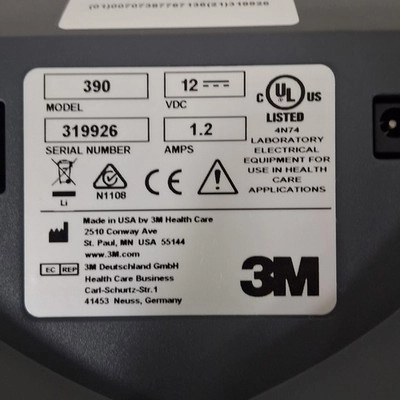 390
MODEL
12
VDC
319926
SERIAL NUMBER
1.2
AMPS
C UL US
LISTED
4N74
LABORATORY
ELECTRICAL
EQUIPMENT FOR
USE IN HEALTH
CARE
APPLICATIONS
Li
N1108
CE
Made in USA by 3M Health Care
2510 Conway Ave
St. Paul, MN USA 55144
www.3M.com
EC REP
3M Deutschland GmbH
Health Care Business
Carl-Schurtz-Str.1
41453 Neuss, Germany
3M